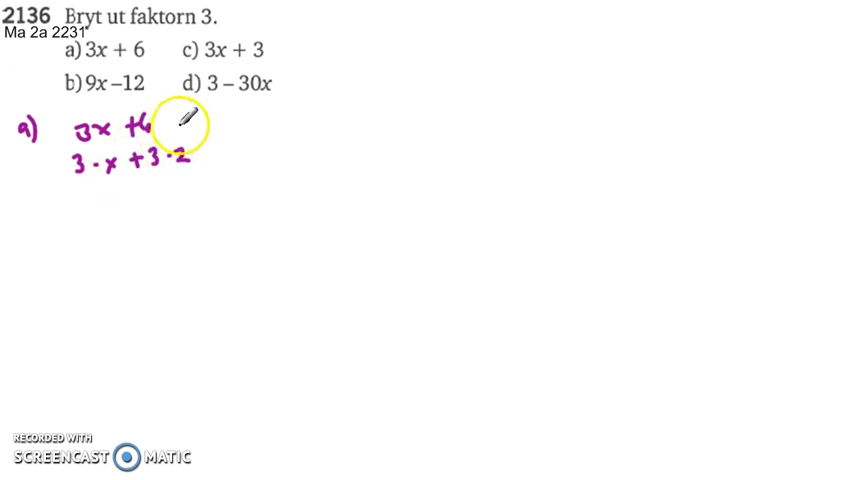 2136 Bryt ut faktorn 3.
Ma 2a 2231
a) 3x + 6 c) 3x + 3
b) 9x – 12 d) 3 – 30x
a) 3x + 6
3 · x + 3 · 2
RECORDED WITH
SCREENCAST MATIC